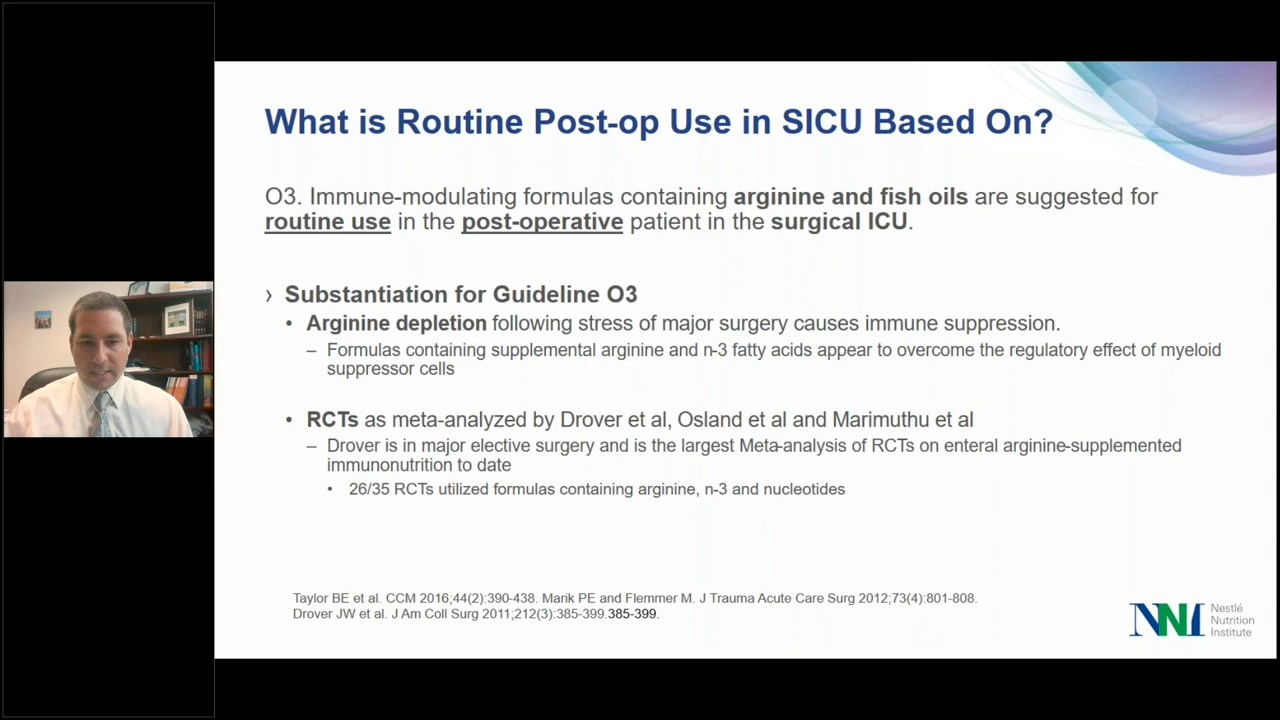 What is Routine Post-op Use in SICU Based On?
O3. Immune-modulating formulas containing arginine and fish oils are suggested for
routine use in the post-operative patient in the surgical ICU.
› Substantiation for Guideline O3
• Arginine depletion following stress of major surgery causes immune suppression.
– Formulas containing supplemental arginine and n-3 fatty acids appear to overcome the regulatory effect of myeloid
suppressor cells
• RCTs as meta-analyzed by Drover et al, Osland et al and Marimuthu et al
– Drover is in major elective surgery and is the largest Meta-analysis of RCTs on enteral arginine-supplemented
immunonutrition to date
• 26/35 RCTs utilized formulas containing arginine, n-3 and nucleotides
Taylor BE et al. CCM 2016;44(2):390-438. Marik PE and Flemmer M. J Trauma Acute Care Surg 2012;73(4):801-808.
Drover JW et al. J Am Coll Surg 2011;212(3):385-399.385-399.
NNI
Nestlé
Nutrition
Institute